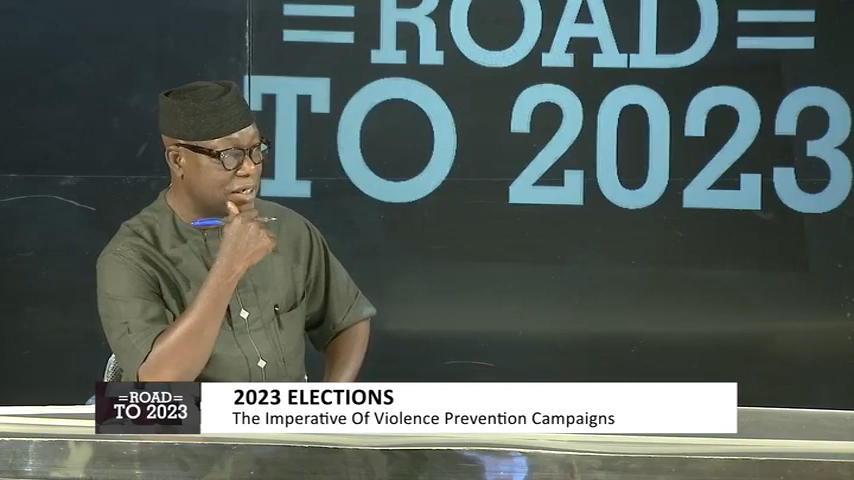 =ROAD=
TO 2023
=ROAD=
TO 2023
2023 ELECTIONS
The Imperative Of Violence Prevention Campaigns